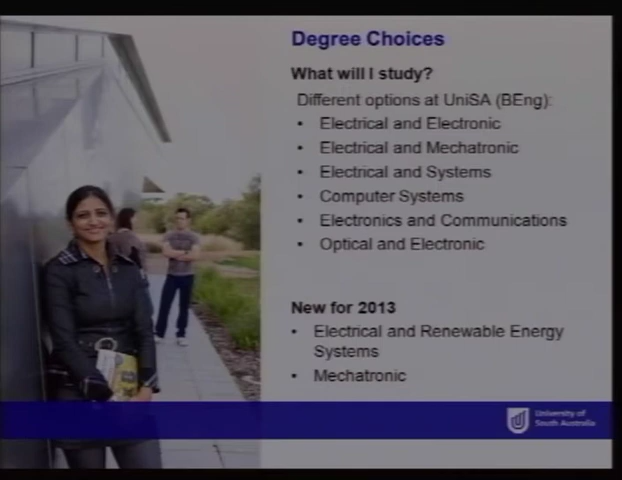 Degree Choices
What will I study?
Different options at UniSA (BEng):
• Electrical and Electronic
• Electrical and Mechatronic
• Electrical and Systems
• Computer Systems
• Electronics and Communications
• Optical and Electronic
New for 2013
• Electrical and Renewable Energy
Systems
• Mechatronic
University of
South Australia